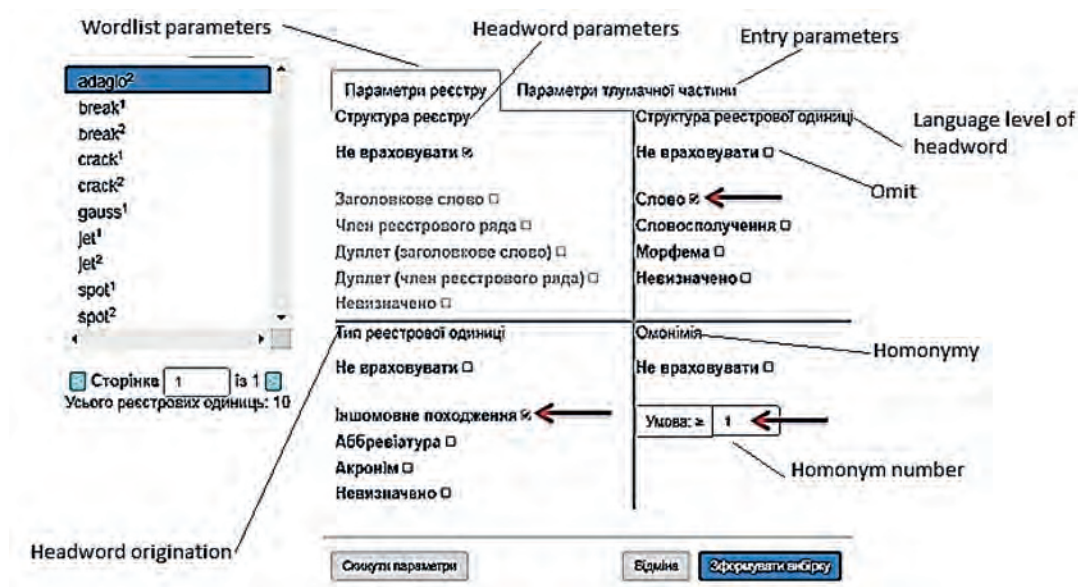 Wordlist parameters
Headword parameters
Entry parameters
adagio²
break¹
break²
crack¹
crack²
gauss¹
jet¹
jet²
spot¹
spot²
Сторінка 1 із 1
Усього реєстрових одиниць: 10
Параметри реєстру
Параметри тлумачної частини
Структура реєстру
Не враховувати
Заголовкове слово
Член реєстрового ряда
Дуплет (заголовкове слово)
Дуплет (член реєстрового ряда)
Невизначено
Структура реєстрової одиниці
Не враховувати
Слово
Словосполучення
Морфема
Невизначено
Language level of
headword
Omit
Тип реєстрової одиниці
Не враховувати
Іншомовне походження
Аббревіатура
Акронім
Невизначено
Омонімія
Не враховувати
Умова: ≥ 1
Homonymy
Homonym number
Headword origination
Скинути параметри
Відміна
Зформувати вибірку